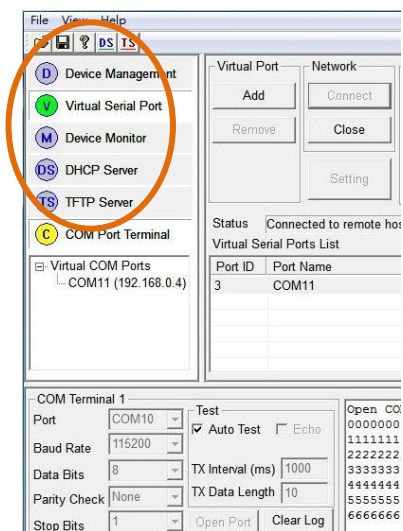 File View Help
DS TS
D Device Management
V Virtual Serial Port
M Device Monitor
DS DHCP Server
TS TFTP Server
C COM Port Terminal
Virtual COM Ports
COM11 (192.168.0.4)
Virtual Port
Add
Remove
Network
Connect
Close
Setting
Status Connected to remote hos
Virtual Serial Ports List
Port ID Port Name
3 COM11
COM Terminal 1
Port COM10
Baud Rate 115200
Data Bits 8
Parity Check None
Stop Bits 1
Test
Auto Test Echo
TX Interval (ms) 1000
TX Data Length 10
Open Port Clear Log
Open CO
0000000
1111111
2222222
3333333
4444444
5555555
6666666